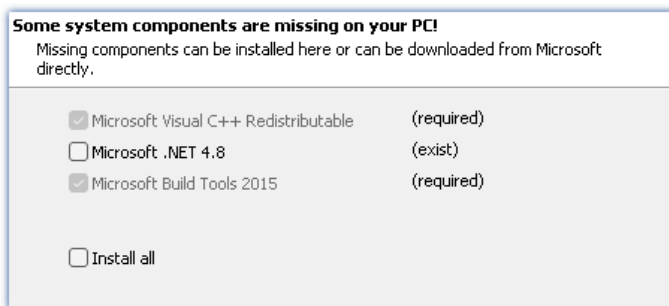 Some system components are missing on your PC!
Missing components can be installed here or can be downloaded from Microsoft
directly.
Microsoft Visual C++ Redistributable (required)
Microsoft .NET 4.8 (exist)
Microsoft Build Tools 2015 (required)
Install all